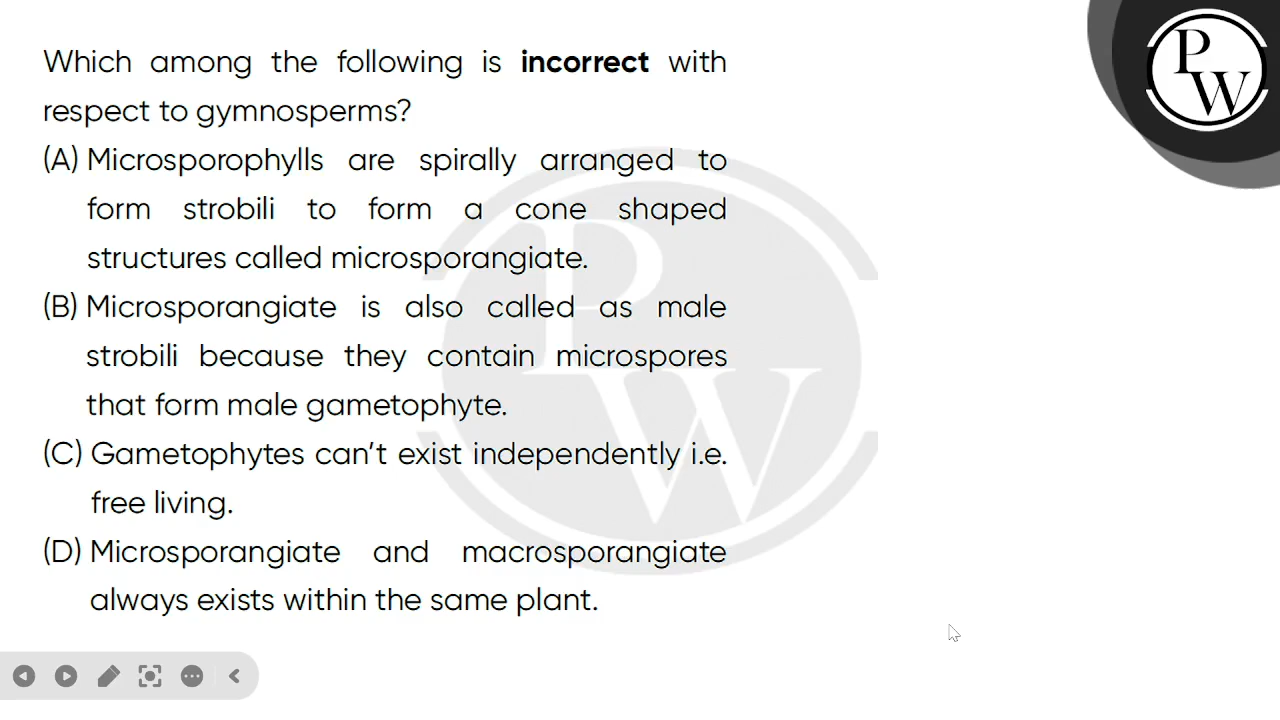 Which among the following is incorrect with
respect to gymnosperms?
(A) Microsporophylls are spirally arranged to
form strobili to form a cone shaped
structures called microsporangiate.
(B) Microsporangiate is also called as male
strobili because they contain microspores
that form male gametophyte.
(C) Gametophytes can't exist independently i.e.
free living.
(D) Microsporangiate and macrosporangiate
always exists within the same plant.
P
W
P
W